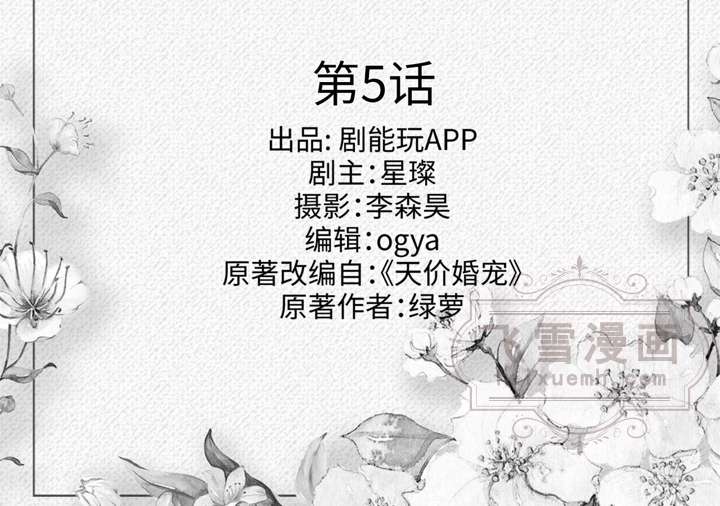 第5话
出品: 剧能玩APP
剧主:星璨
摄影:李森昊
编辑:ogya
原著改编自:《天价婚宠》
原著作者:绿萝
飞雪漫画